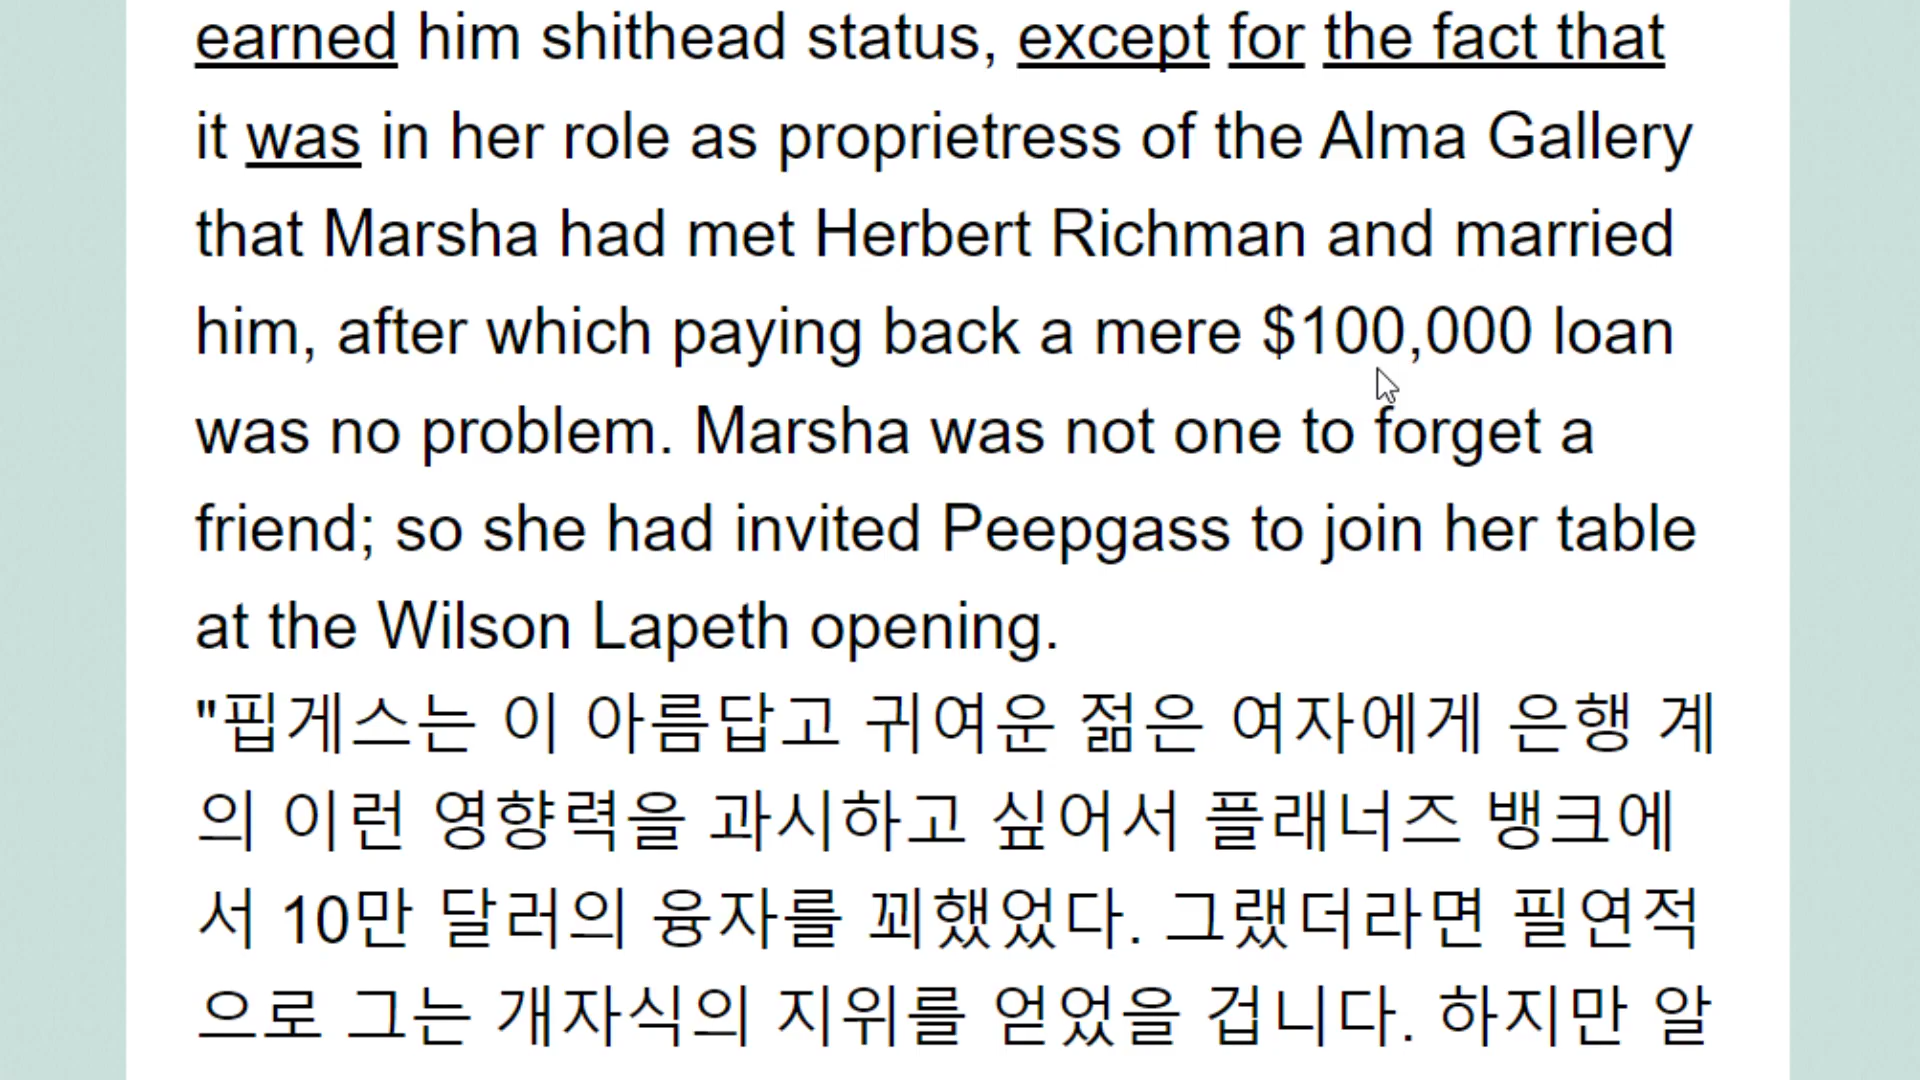 earned him shithead status, except for the fact that
it was in her role as proprietress of the Alma Gallery
that Marsha had met Herbert Richman and married
him, after which paying back a mere $100,000 loan
was no problem. Marsha was not one to forget a
friend; so she had invited Peepgass to join her table
at the Wilson Lapeth opening.
"핍게스는 이 아름답고 귀여운 젊은 여자에게 은행 계
의 이런 영향력을 과시하고 싶어서 플래너즈 뱅크에
서 10만 달러의 융자를 꾀했었다. 그랬더라면 필연적
으로 그는 개자식의 지위를 얻었을 겁니다. 하지만 알